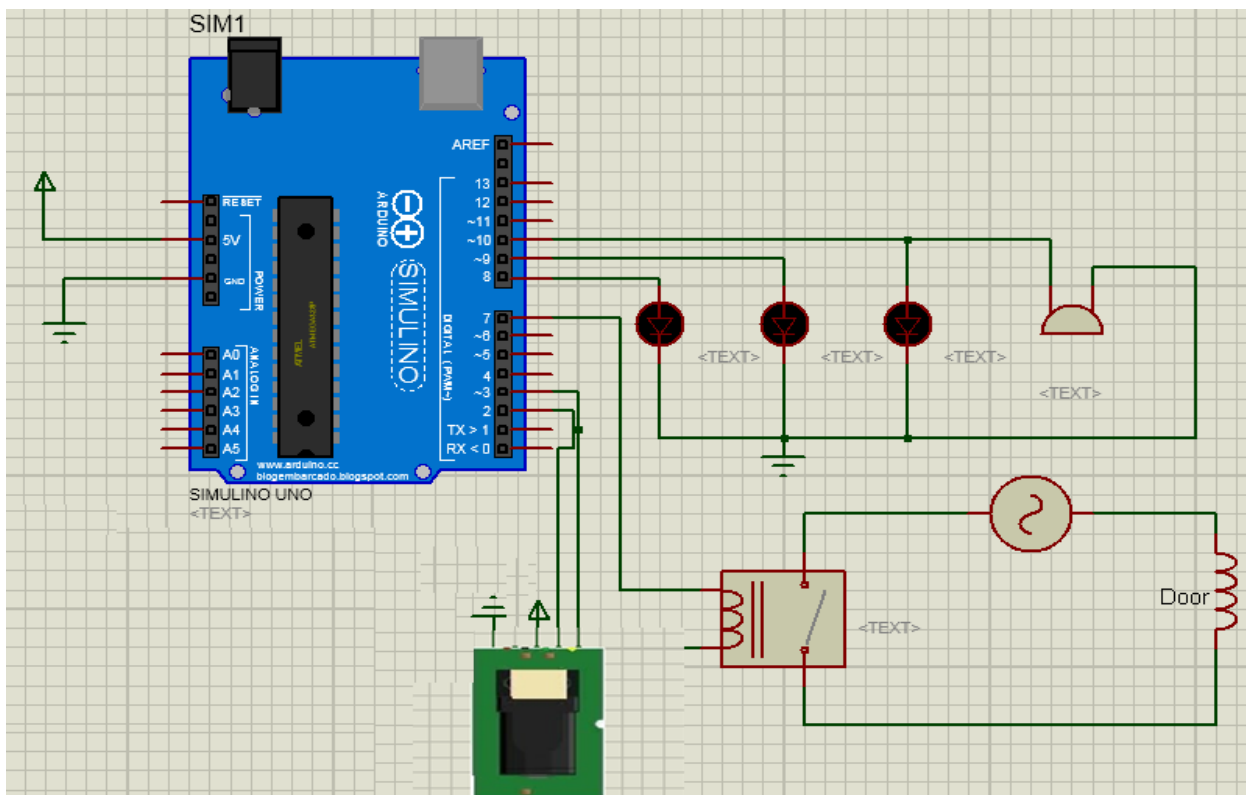 SIM1
AREF
13
12
~11
~10
~9
8
7
~6
~5
4
~3
2
TX > 1
RX < 0
RESET
5V
GND
POWER
A0
A1
A2
A3
A4
A5
ANALOG IN
ATMEL
ARDUINO
SIMULINO
DIGITAL (PWM~)
www.arduino.cc
blogembarcado.blogspot.com
SIMULINO UNO
<TEXT>
<TEXT>
<TEXT>
<TEXT>
<TEXT>
Door
<TEXT>